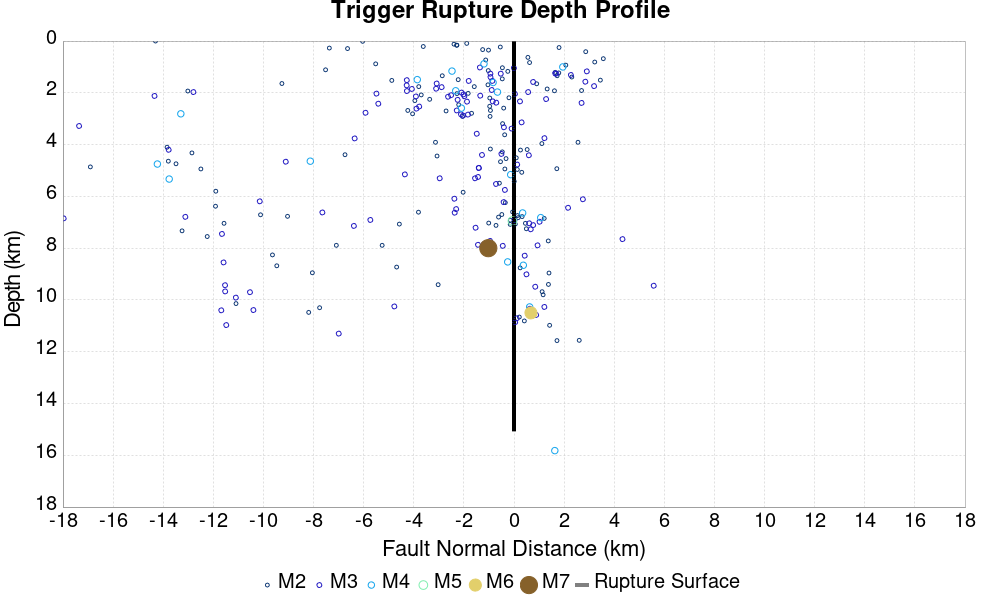 Trigger Rupture Depth Profile
0
2
4
6
8
10
12
14
16
18
Depth (km)
-18 -16 -14 -12 -10 -8 -6 -4 -2 0 2 4 6 8 10 12 14 16 18
Fault Normal Distance (km)
M2 M3 M4 M5 M6 M7 Rupture Surface